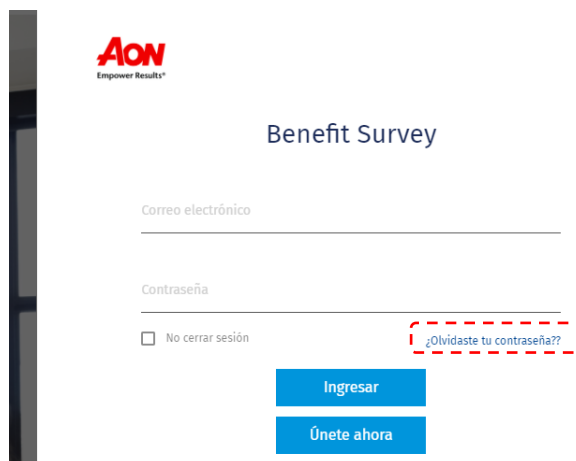 AON
Empower Results®
Benefit Survey
Correo electrónico
Contraseña
No cerrar sesión
¿Olvidaste tu contraseña??
Ingresar
Únete ahora